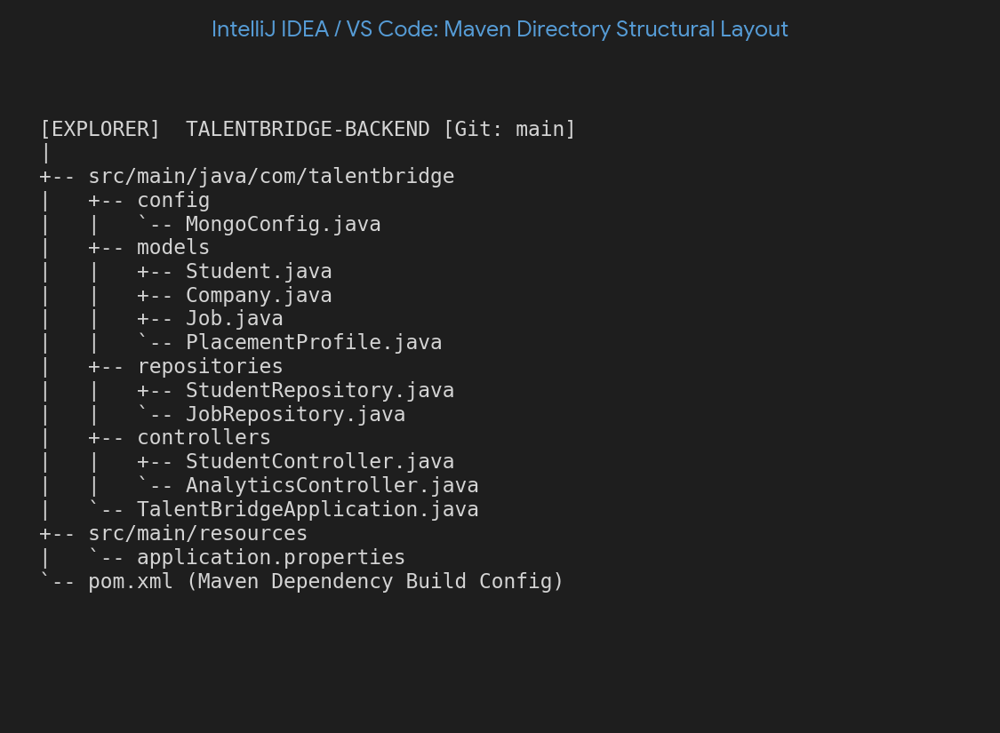 IntelliJ IDEA / VS Code: Maven Directory Structural Layout
[EXPLORER]  TALENTBRIDGE-BACKEND [Git: main]
|
+-- src/main/java/com/talentbridge
|   +-- config
|   |   `-- MongoConfig.java
|   +-- models
|   |   +-- Student.java
|   |   +-- Company.java
|   |   +-- Job.java
|   |   `-- PlacementProfile.java
|   +-- repositories
|   |   +-- StudentRepository.java
|   |   `-- JobRepository.java
|   +-- controllers
|   |   +-- StudentController.java
|   |   `-- AnalyticsController.java
|   `-- TalentBridgeApplication.java
+-- src/main/resources
|   `-- application.properties
`-- pom.xml (Maven Dependency Build Config)